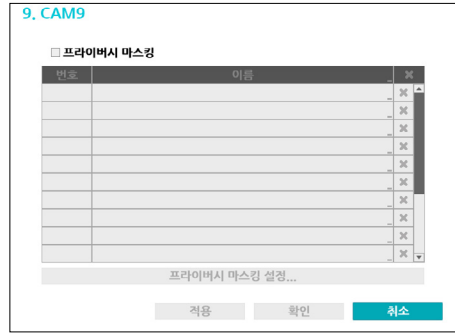 9. CAM9
프라이버시 마스킹
번호 이름
프라이버시 마스킹 설정...
적용 확인 취소